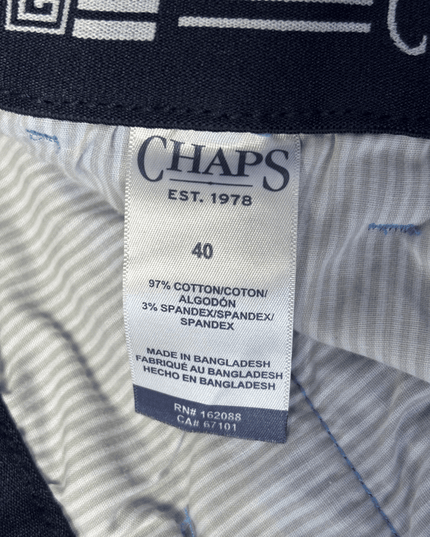 CHAPS
EST. 1978
40
97% COTTON/COTON/
ALGODÓN
3% SPANDEX/SPANDEX/
SPANDEX
MADE IN BANGLADESH
FABRIQUÉ AU BANGLADESH
HECHO EN BANGLADESH
RN# 162088
CA# 67101